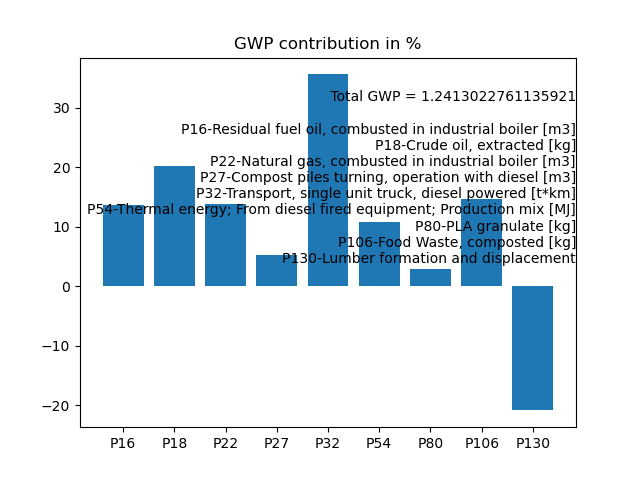 GWP contribution in %
Total GWP = 1.2413022761135921
P16-Residual fuel oil, combusted in industrial boiler [m3]
P18-Crude oil, extracted [kg]
P22-Natural gas, combusted in industrial boiler [m3]
P27-Compost piles turning, operation with diesel [m3]
P32-Transport, single unit truck, diesel powered [t*km]
P54-Thermal energy; From diesel fired equipment; Production mix [MJ]
P80-PLA granulate [kg]
P106-Food Waste, composted [kg]
P130-Lumber formation and displacement
30
20
10
0
−10
−20
P16 P18 P22 P27 P32 P54 P80 P106 P130